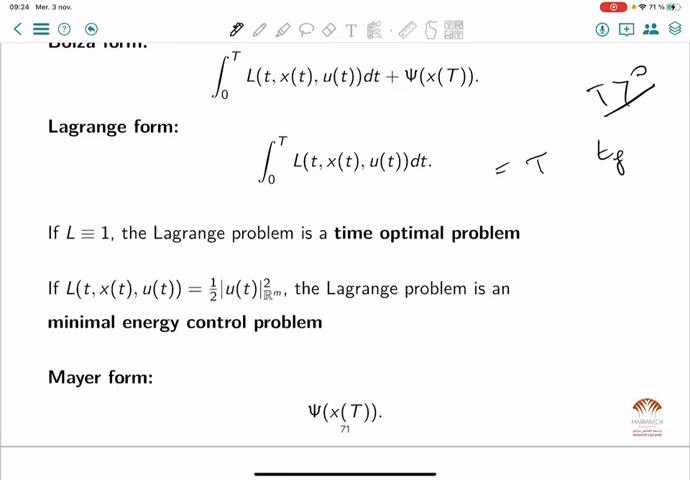 09:24 Mer. 3 nov.
71 %
Bolza form:
∫₀ᵀ L(t, x(t), u(t))dt + Ψ(x(T)).
T > 0
Lagrange form:
∫₀ᵀ L(t, x(t), u(t))dt.
= T
t_f
If L ≡ 1, the Lagrange problem is a time optimal problem
If L(t, x(t), u(t)) = ½|u(t)|²_ℝᵐ, the Lagrange problem is an
minimal energy control problem
Mayer form:
Ψ(x(T)).
71
MARRAKECH